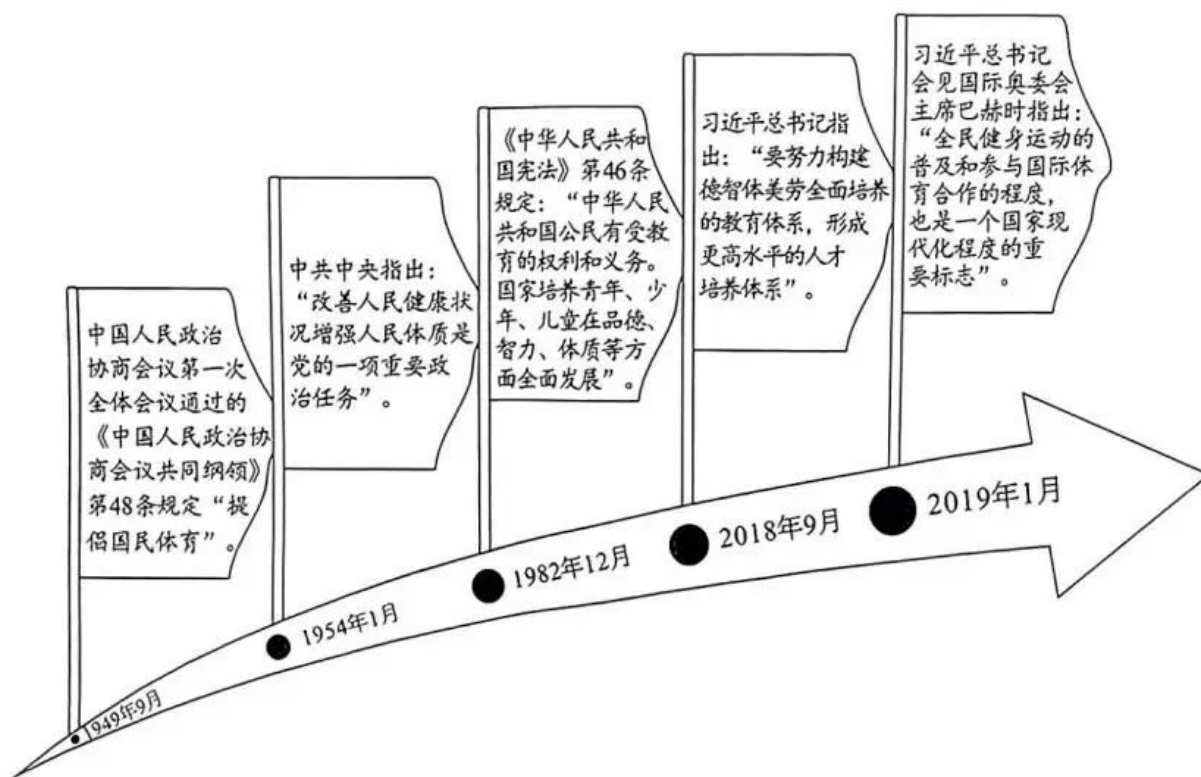 中国人民政治
协商会议第一次
全体会议通过的
《中国人民政治协
商会议共同纲领》
第48条规定“提
倡国民体育”。
1949年9月
中共中央指出：
“改善人民健康状
况增强人民体质是
党的一项重要政
治任务”。
1954年1月
《中华人民共和
国宪法》第46条
规定：“中华人民
共和国公民有受教
育的权利和义务。
国家培养青年、少
年、儿童在品德、
智力、体质等方
面全面发展”。
1982年12月
习近平总书记指
出：“要努力构建
德智体美劳全面培养
的教育体系，形成
更高水平的人才
培养体系”。
2018年9月
习近平总书记
会见国际奥委会
主席巴赫时指出：
“全民健身运动的
普及和参与国际体
育合作的程度，
也是一个国家现
代化程度的重
要标志”。
2019年1月